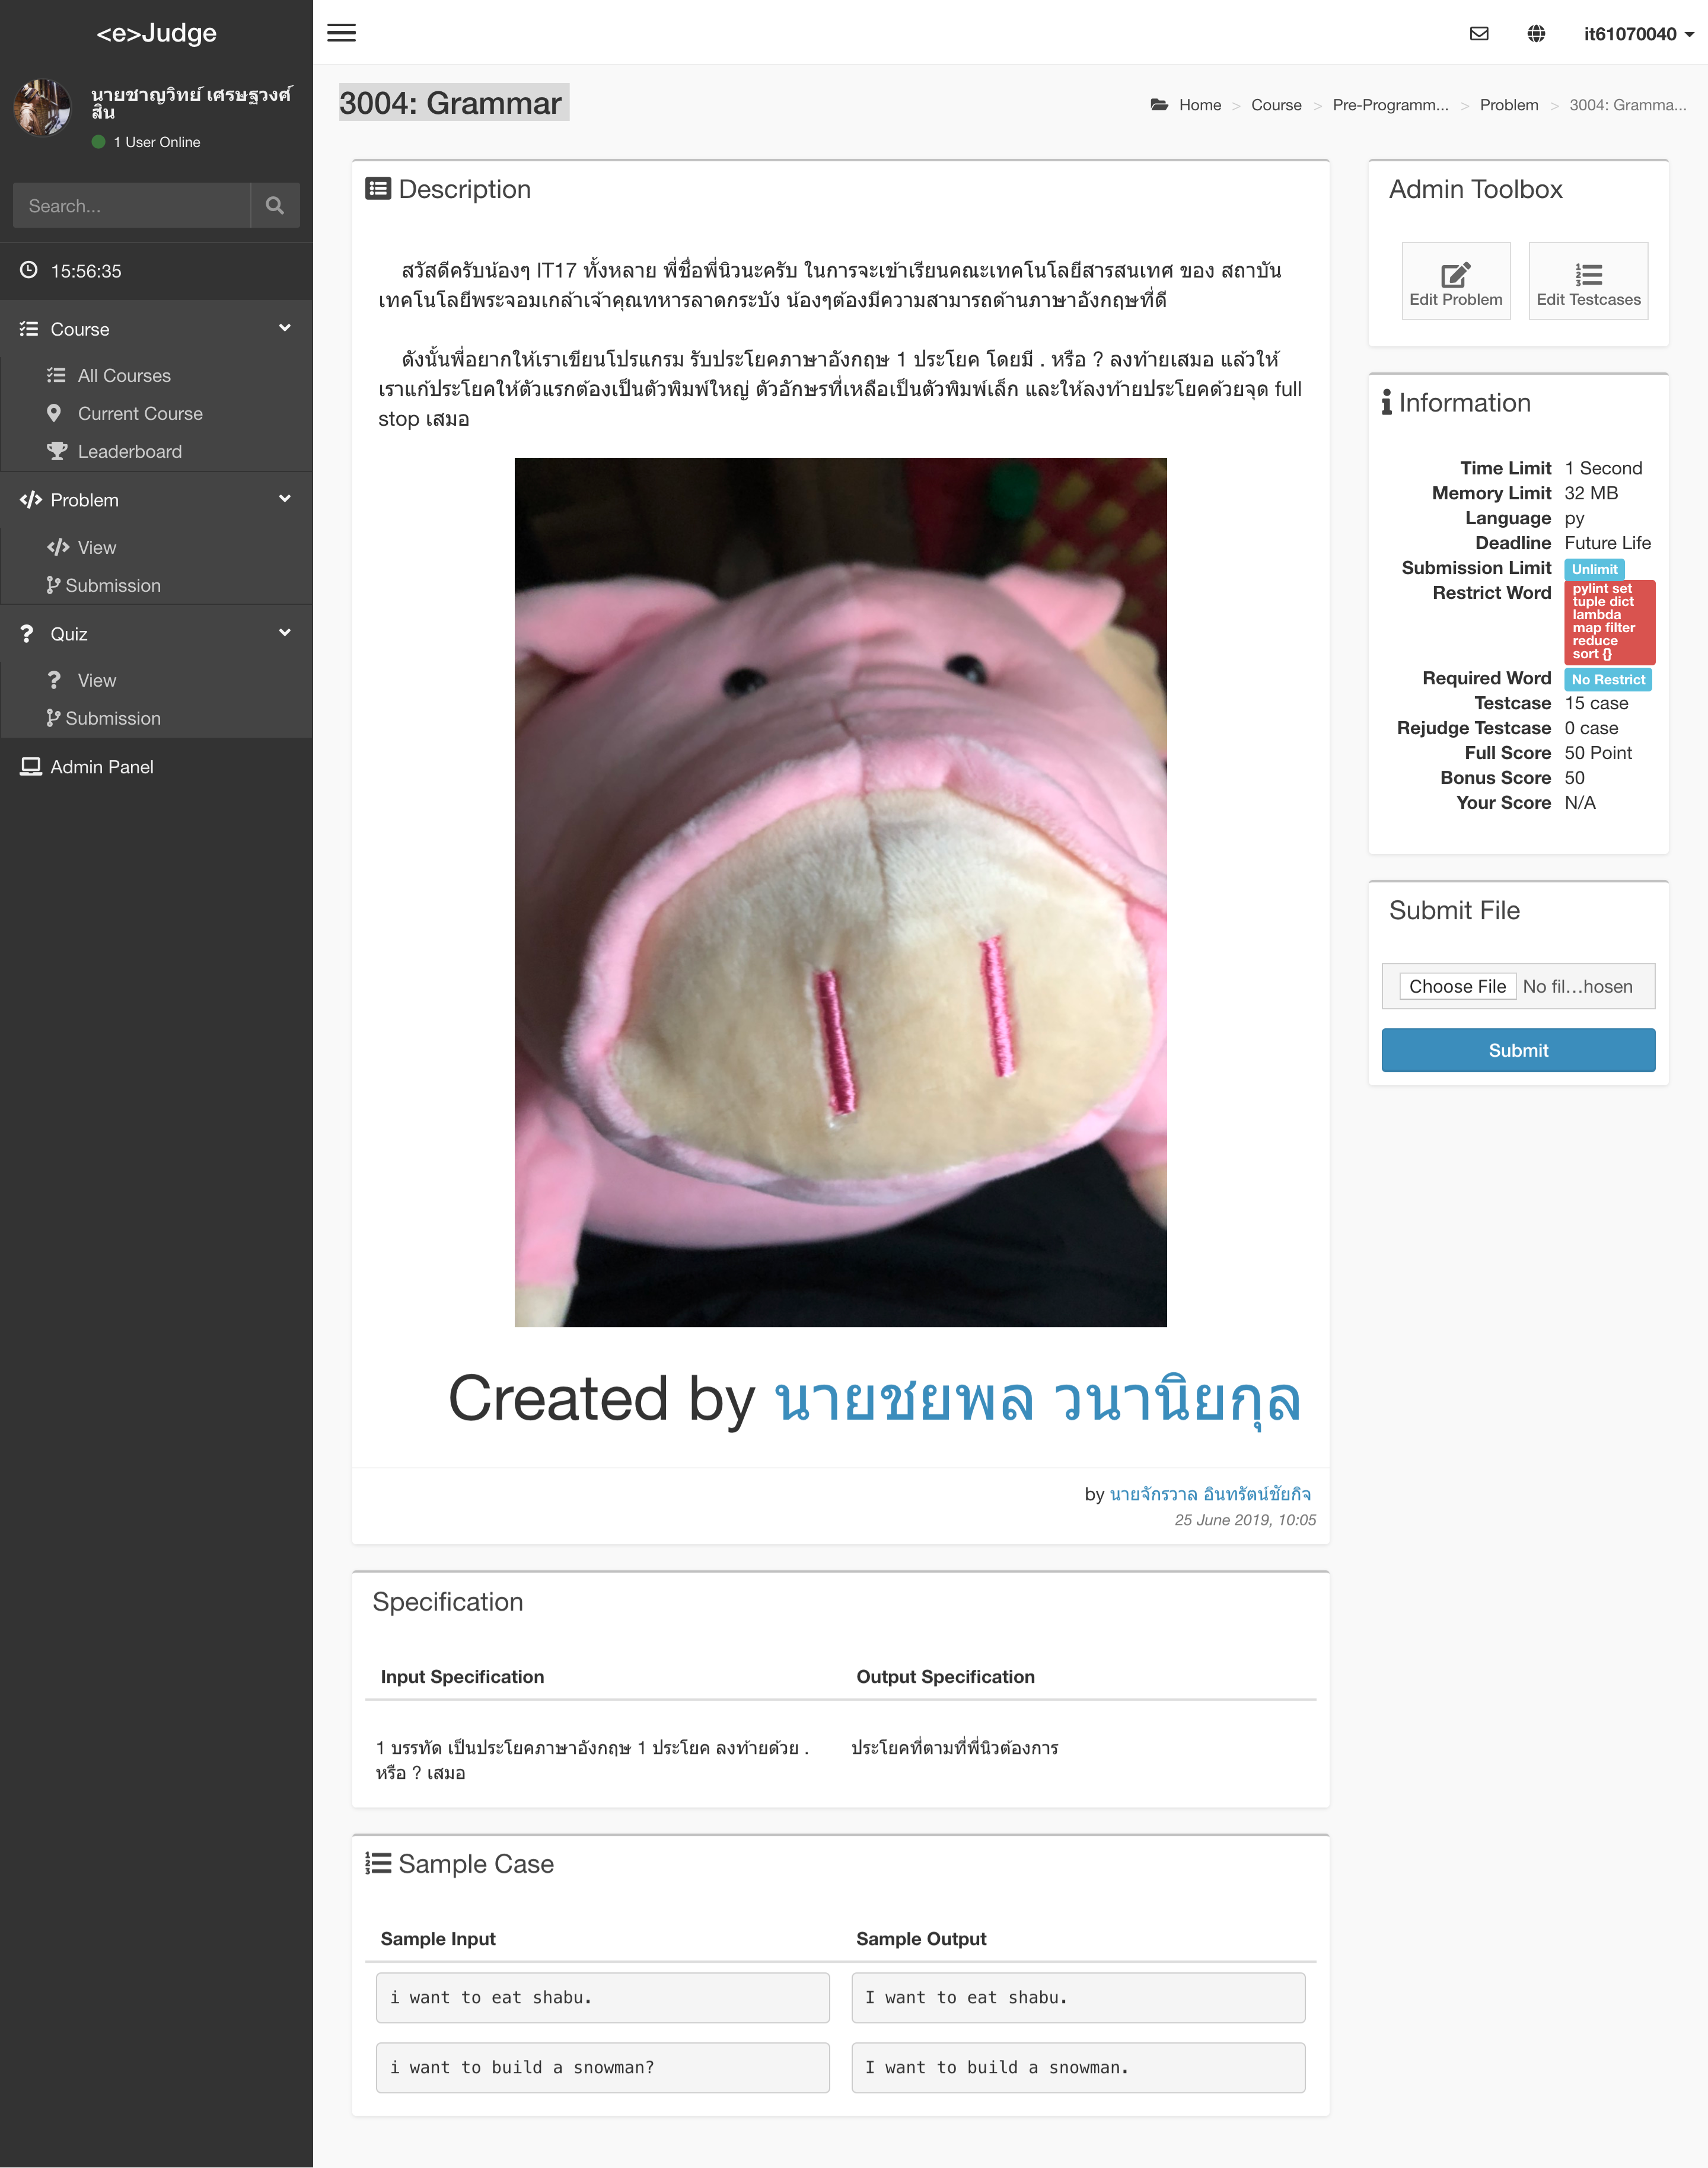 <e>Judge
it61070040
นายชาญวิทย์ เศรษฐวงศ์
สิน
1 User Online
Search...
15:56:35
Course
All Courses
Current Course
Leaderboard
Problem
View
Submission
Quiz
View
Submission
Admin Panel
3004: Grammar
Home > Course > Pre-Programm... > Problem > 3004: Gramma...
Description
สวัสดีครับน้องๆ IT17 ทั้งหลาย พี่ชื่อพี่นิวนะครับ ในการจะเข้าเรียนคณะเทคโนโลยีสารสนเทศ ของ สถาบัน
เทคโนโลยีพระจอมเกล้าเจ้าคุณทหารลาดกระบัง น้องๆต้องมีความสามารถด้านภาษาอังกฤษที่ดี
ดังนั้นพี่อยากให้เราเขียนโปรแกรม รับประโยคภาษาอังกฤษ 1 ประโยค โดยมี . หรือ ? ลงท้ายเสมอ แล้วให้
เราแก้ประโยคให้ตัวแรกต้องเป็นตัวพิมพ์ใหญ่ ตัวอักษรที่เหลือเป็นตัวพิมพ์เล็ก และให้ลงท้ายประโยคด้วยจุด full
stop เสมอ
Created by นายชยพล วนานิยกุล
by นายจักรวาล อินทรัตน์ชัยกิจ
25 June 2019, 10:05
Specification
Input Specification Output Specification
1 บรรทัด เป็นประโยคภาษาอังกฤษ 1 ประโยค ลงท้ายด้วย .
หรือ ? เสมอ
ประโยคที่ตามที่พี่นิวต้องการ
Sample Case
Sample Input Sample Output
i want to eat shabu. I want to eat shabu.
i want to build a snowman? I want to build a snowman.
Admin Toolbox
Edit Problem Edit Testcases
Information
Time Limit 1 Second
Memory Limit 32 MB
Language py
Deadline Future Life
Submission Limit Unlimit
Restrict Word pylint set
tuple dict
lambda
map filter
reduce
sort {}
Required Word No Restrict
Testcase 15 case
Rejudge Testcase 0 case
Full Score 50 Point
Bonus Score 50
Your Score N/A
Submit File
Choose File No fil...hosen
Submit